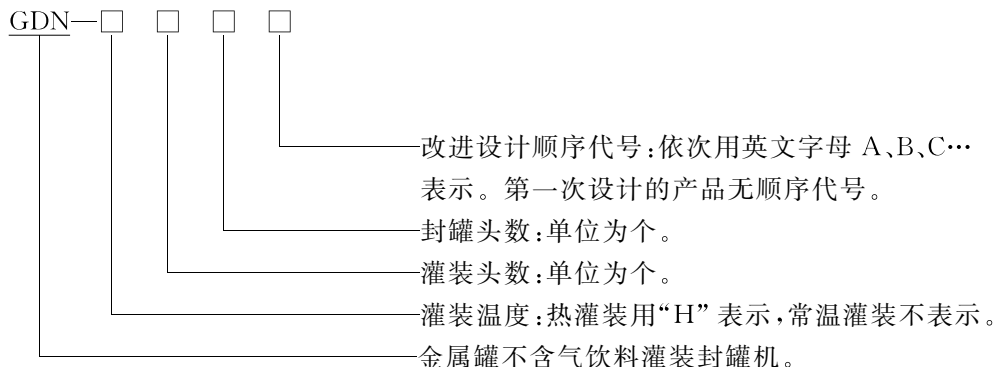 GDN—□ □ □ □
改进设计顺序代号:依次用英文字母 A、B、C…
表示。第一次设计的产品无顺序代号。
封罐头数:单位为个。
灌装头数:单位为个。
灌装温度:热灌装用“H” 表示,常温灌装不表示。
金属罐不含气饮料灌装封罐机。